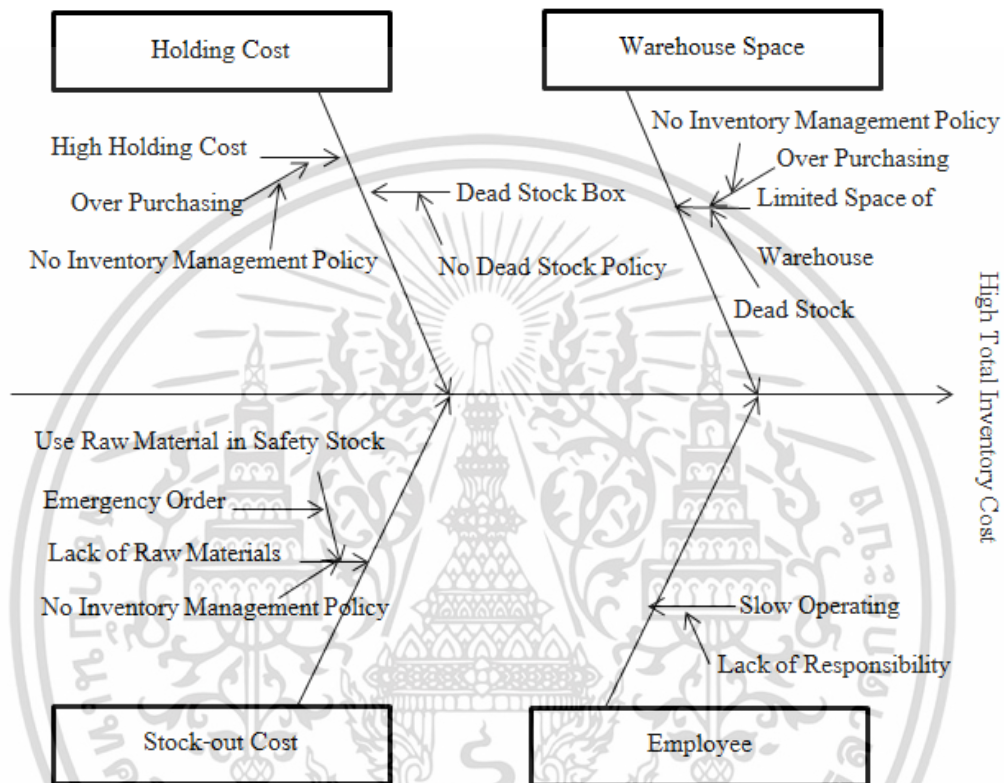 Holding Cost
Warehouse Space
No Inventory Management Policy
High Holding Cost
Over Purchasing
Over Purchasing
Dead Stock Box
Limited Space of
Warehouse
No Inventory Management Policy
No Dead Stock Policy
Dead Stock
High Total Inventory Cost
Use Raw Material in Safety Stock
Emergency Order
Lack of Raw Materials
No Inventory Management Policy
Slow Operating
Lack of Responsibility
Stock-out Cost
Employee